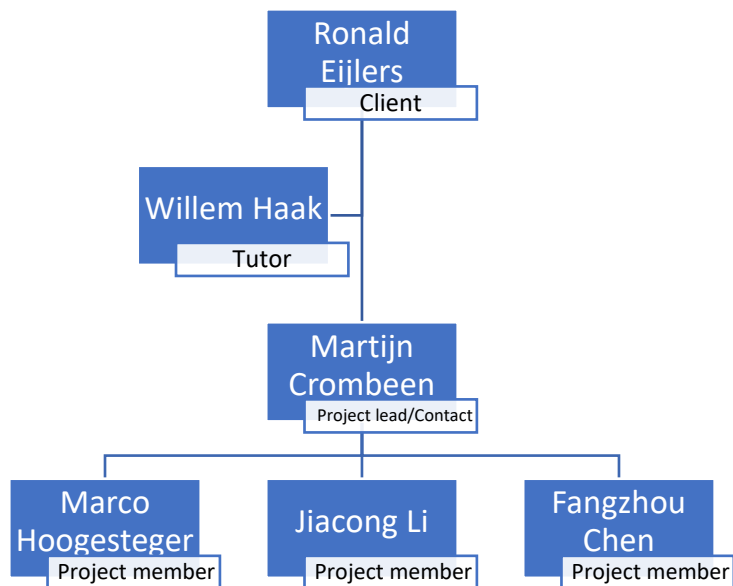 Ronald
Eijlers
Client
Willem Haak
Tutor
Martijn
Crombeen
Project lead/Contact
Marco
Hoogesteger
Project member
Jiacong Li
Project member
Fangzhou
Chen
Project member